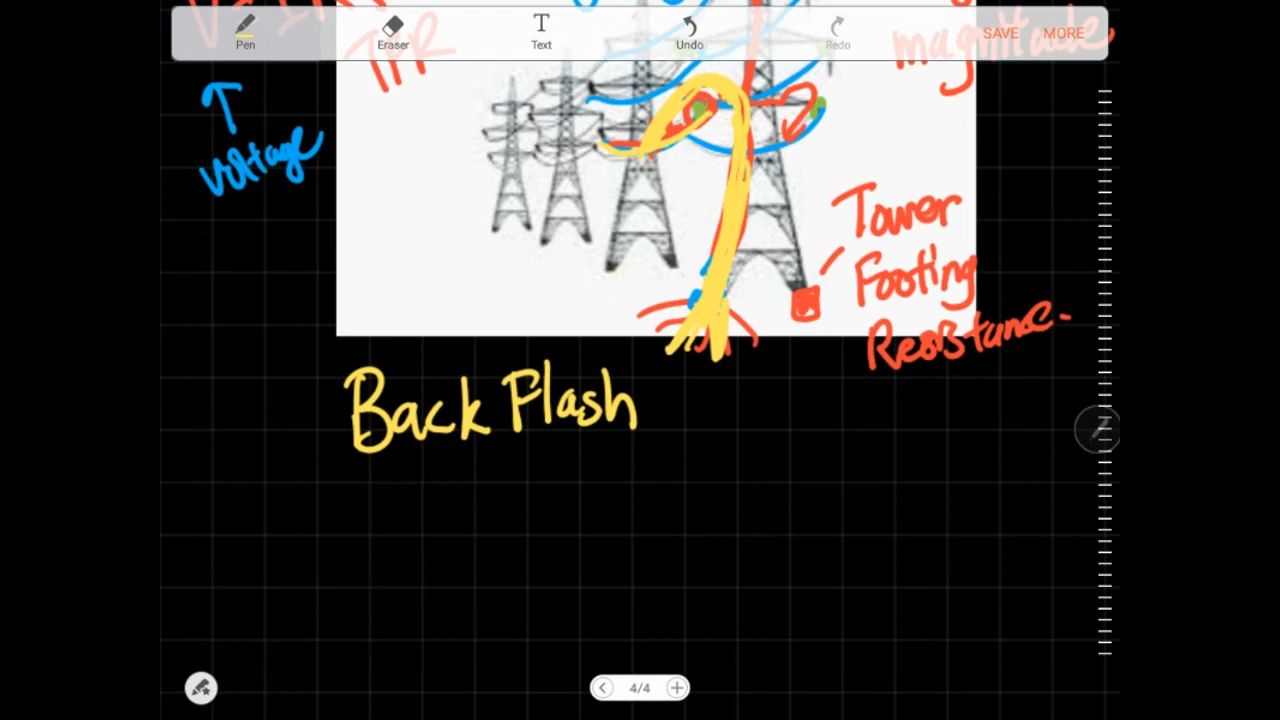 Pen
Eraser
Text
Undo
Redo
SAVE
MORE
TFR
magnitude
voltage
Tower
Footing
Resistance.
Back Flash
4/4